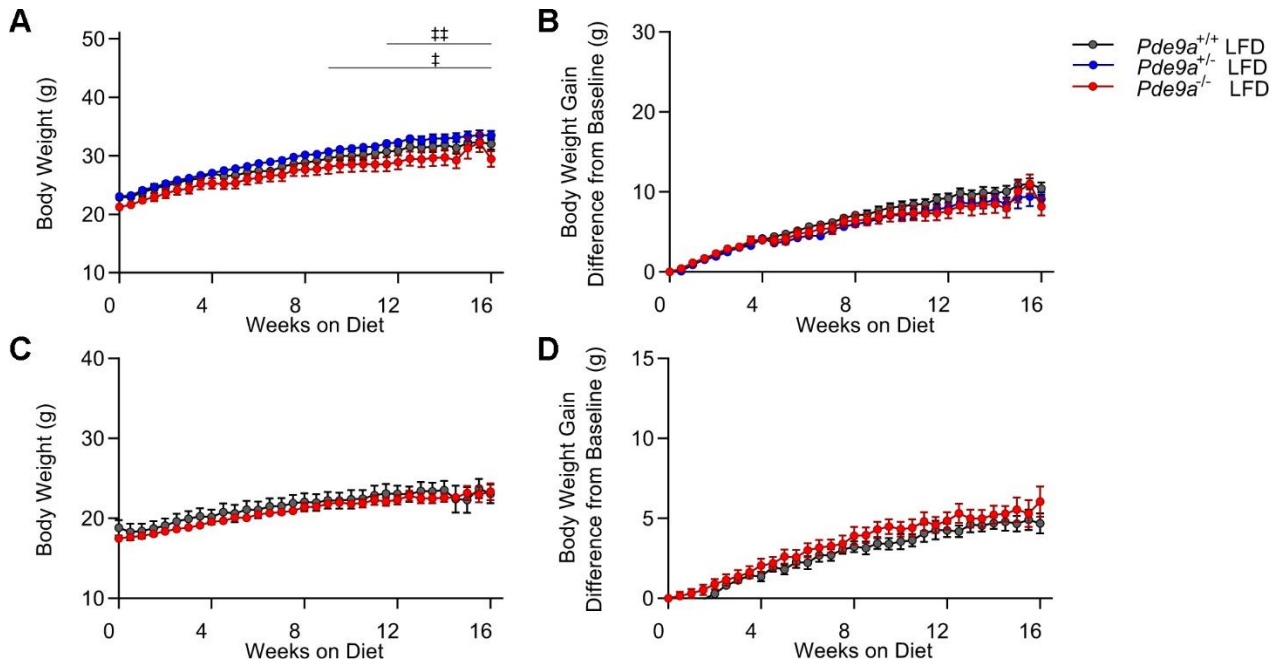 A
Body Weight (g)
50
40
30
20
10
‡‡
‡
0 4 8 12 16
Weeks on Diet
B
Body Weight Gain
Difference from Baseline (g)
30
20
10
0
0 4 8 12 16
Weeks on Diet
Pde9a+/+ LFD
Pde9a+/- LFD
Pde9a-/- LFD
C
Body Weight (g)
40
30
20
10
0 4 8 12 16
Weeks on Diet
D
Body Weight Gain
Difference from Baseline (g)
15
10
5
0
0 4 8 12 16
Weeks on Diet